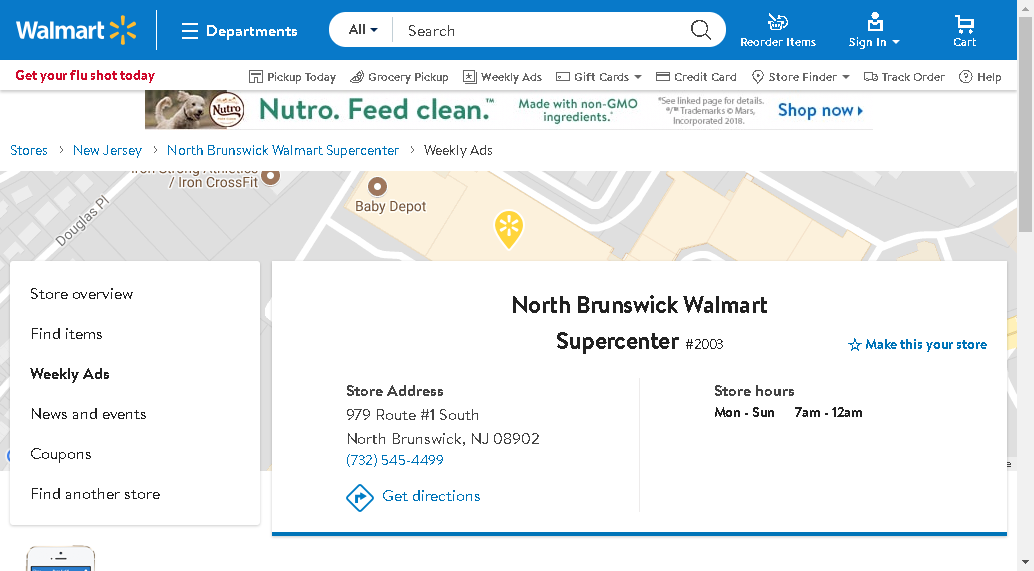 Walmart
Departments
All
Search
Reorder Items
Sign In
Cart
Get your flu shot today
Pickup Today
Grocery Pickup
Weekly Ads
Gift Cards
Credit Card
Store Finder
Track Order
Help
Nutro
Nutro. Feed clean.™
Made with non-GMO
ingredients.*
*See linked page for details.
®/™ Trademarks © Mars,
Incorporated 2018.
Shop now
Stores > New Jersey > North Brunswick Walmart Supercenter > Weekly Ads
Iron Strong Athletics
/ Iron CrossFit
Baby Depot
Douglas Pl
Store overview
Find items
Weekly Ads
News and events
Coupons
Find another store
North Brunswick Walmart
Supercenter #2003
Make this your store
Store Address
979 Route #1 South
North Brunswick, NJ 08902
(732) 545-4499
Get directions
Store hours
Mon - Sun 7am - 12am